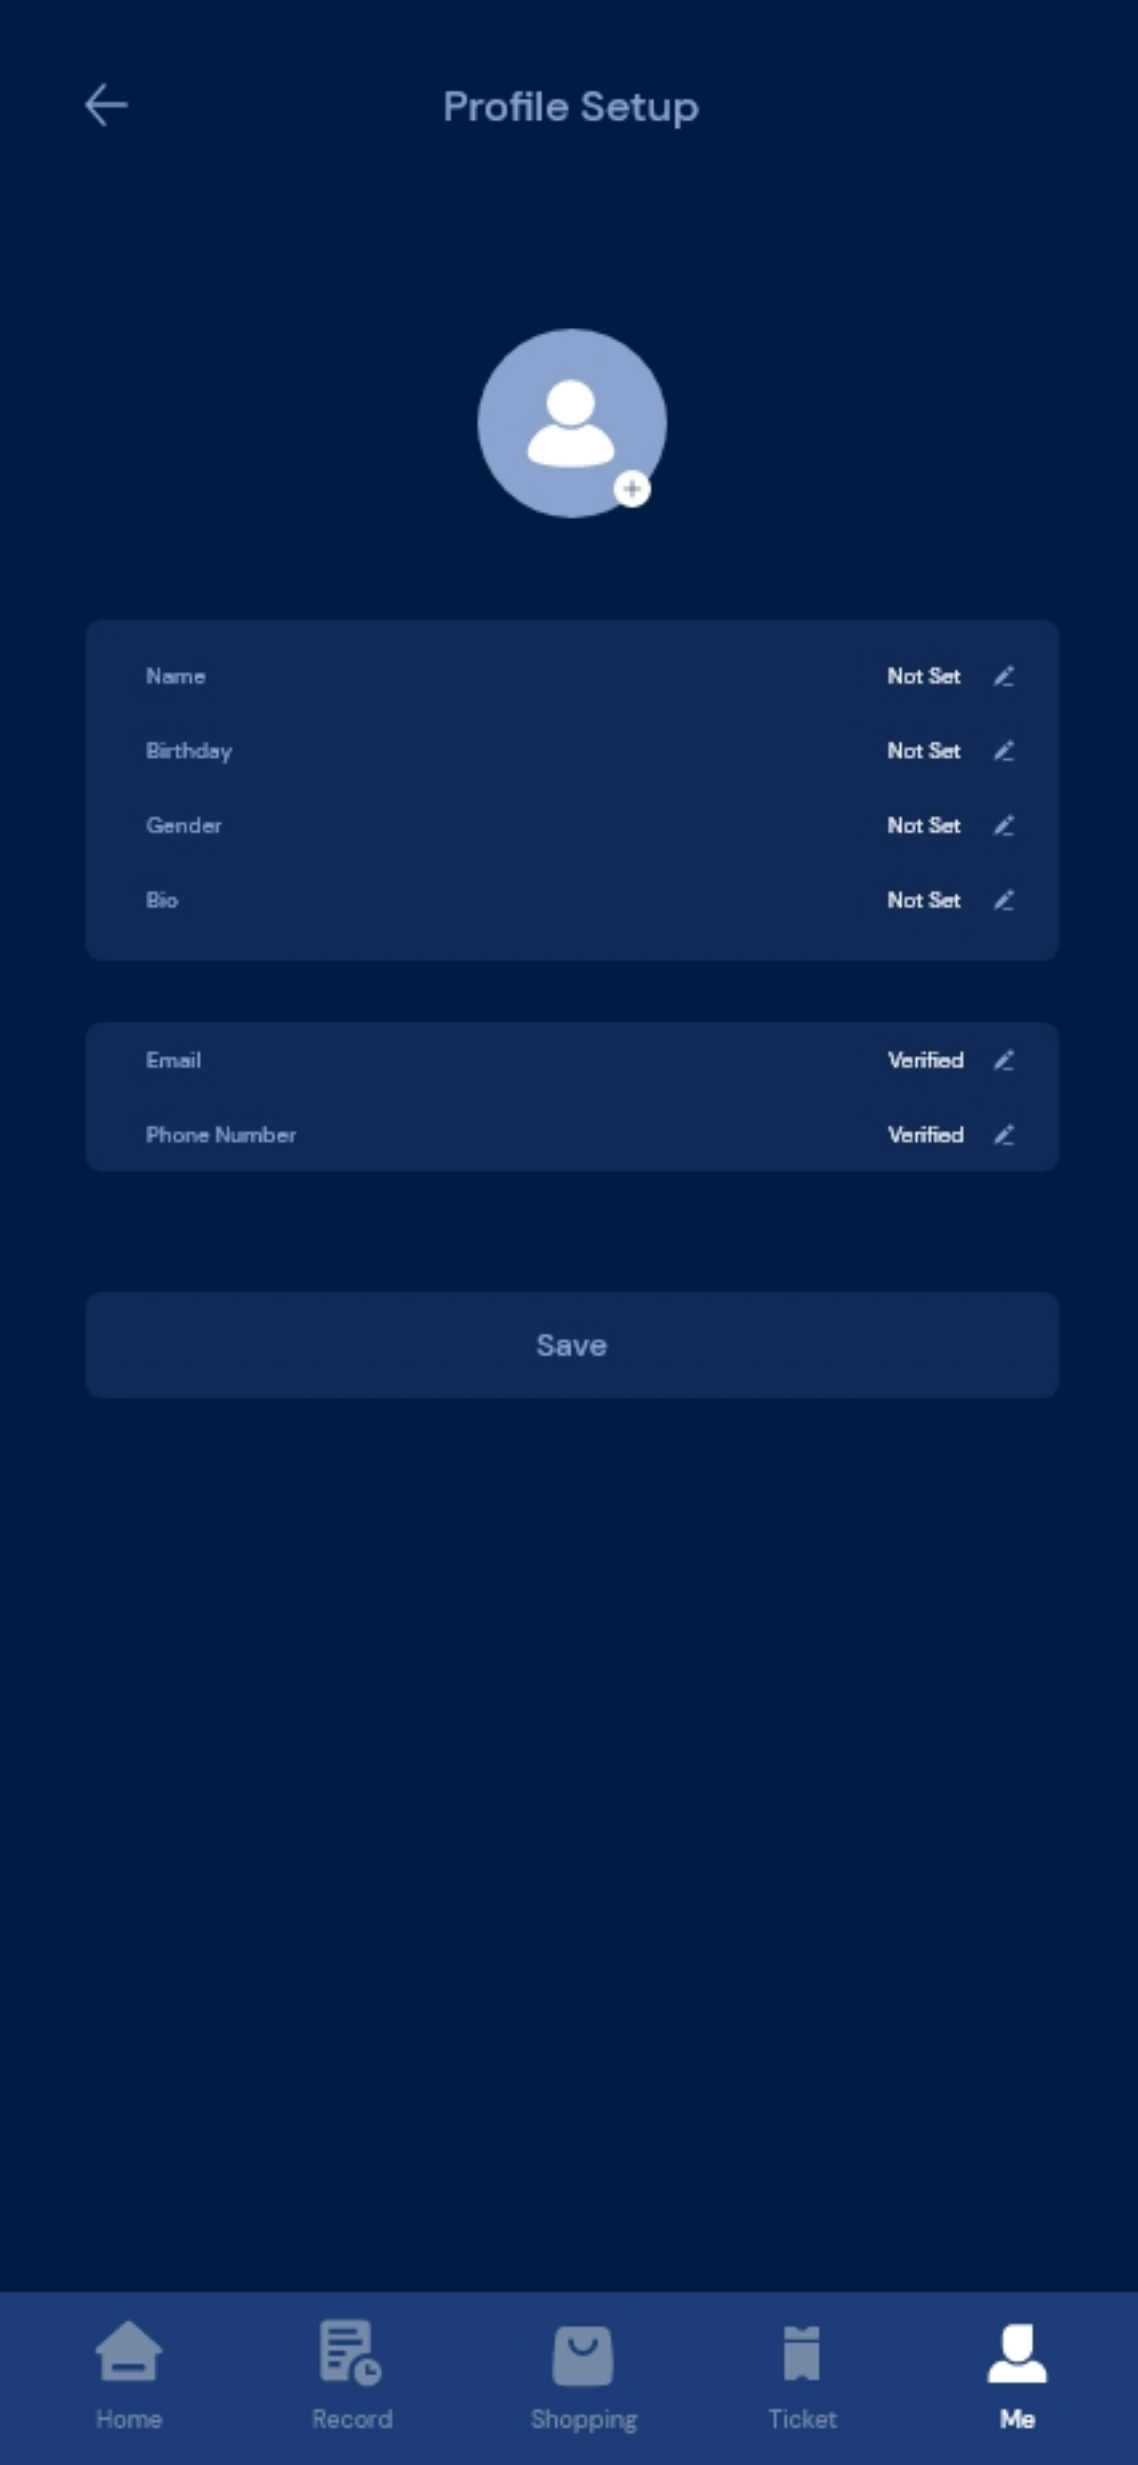 Profile Setup
Name Not Set
Birthday Not Set
Gender Not Set
Bio Not Set
Email Verified
Phone Number Verified
Save
Home Record Shopping Ticket Me